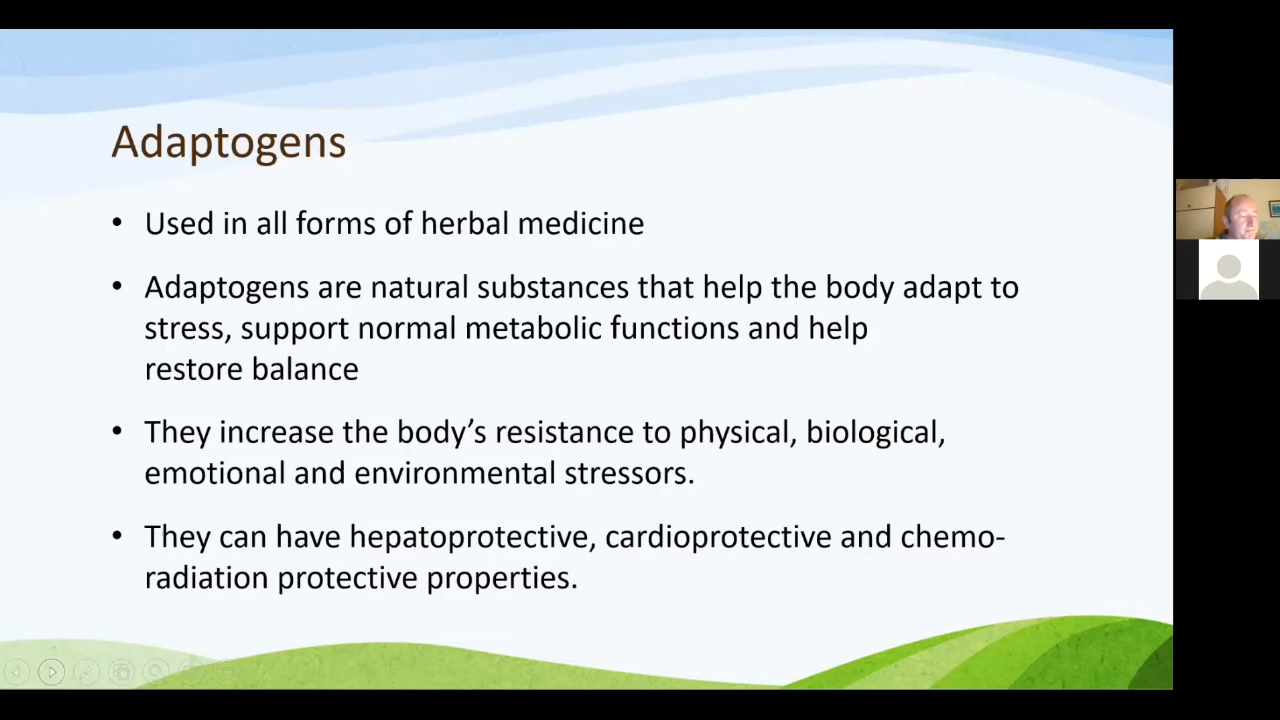 Adaptogens
• Used in all forms of herbal medicine
• Adaptogens are natural substances that help the body adapt to
stress, support normal metabolic functions and help
restore balance
• They increase the body’s resistance to physical, biological,
emotional and environmental stressors.
• They can have hepatoprotective, cardioprotective and chemo-
radiation protective properties.